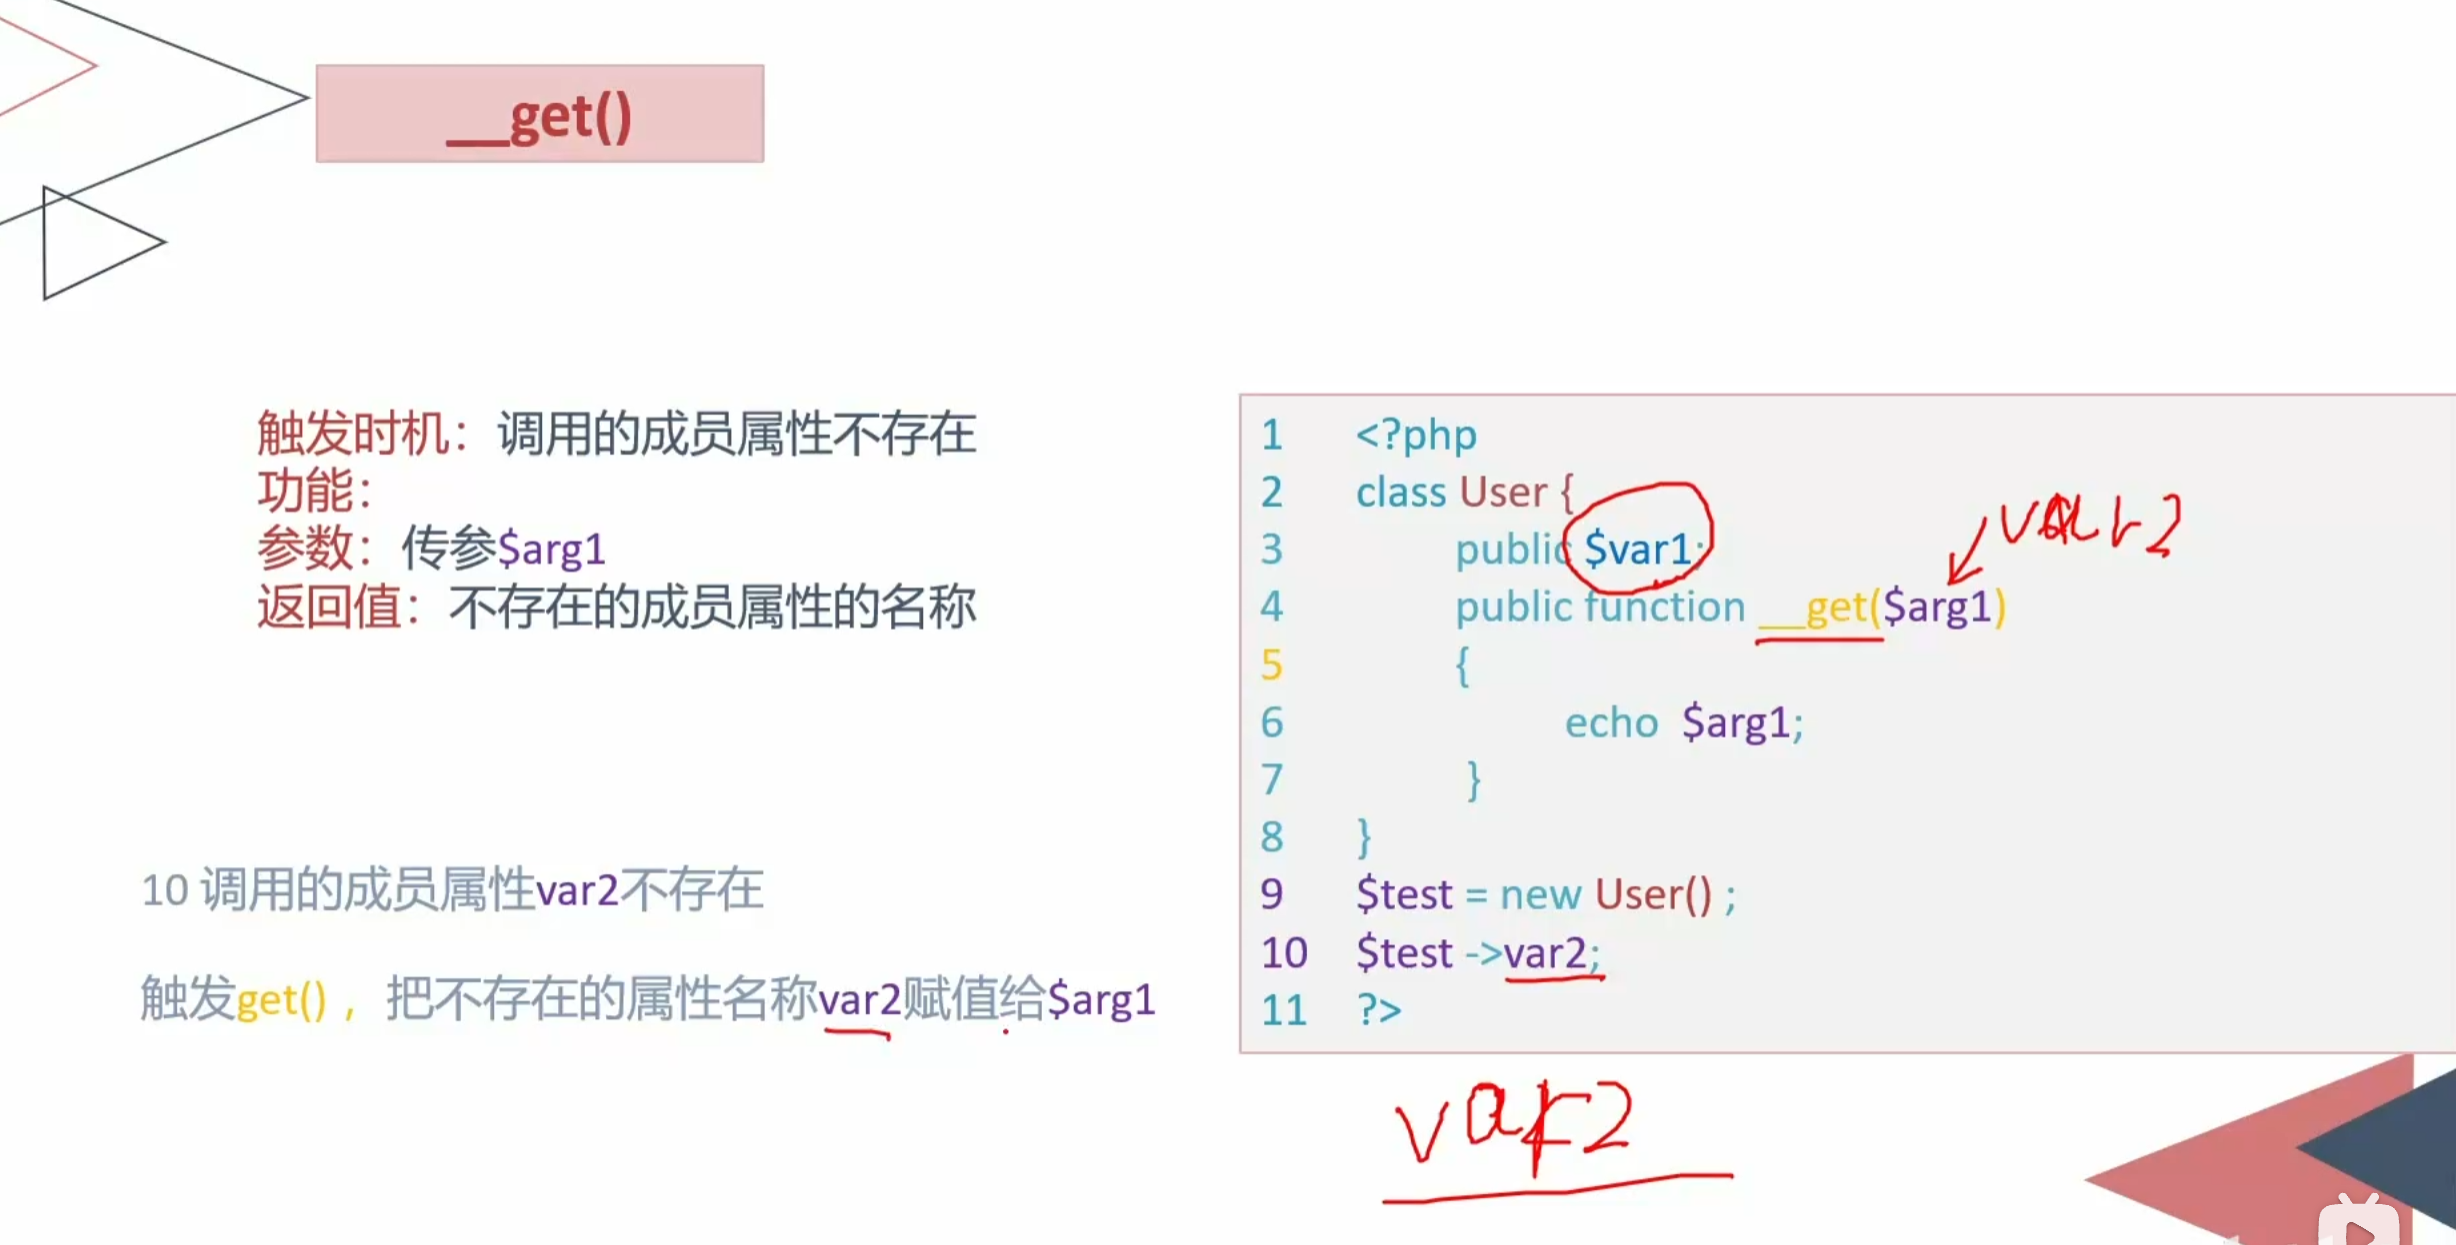 __get()
触发时机：调用的成员属性不存在
功能：
参数：传参$arg1
返回值：不存在的成员属性的名称
10 调用的成员属性var2不存在
触发get()，把不存在的属性名称var2赋值给$arg1
1 <?php
2 class User {
3 public $var1;
var2
4 public function __get($arg1)
5 {
6 echo $arg1;
7 }
8 }
9 $test = new User() ;
10 $test ->var2;
11 ?>
var2